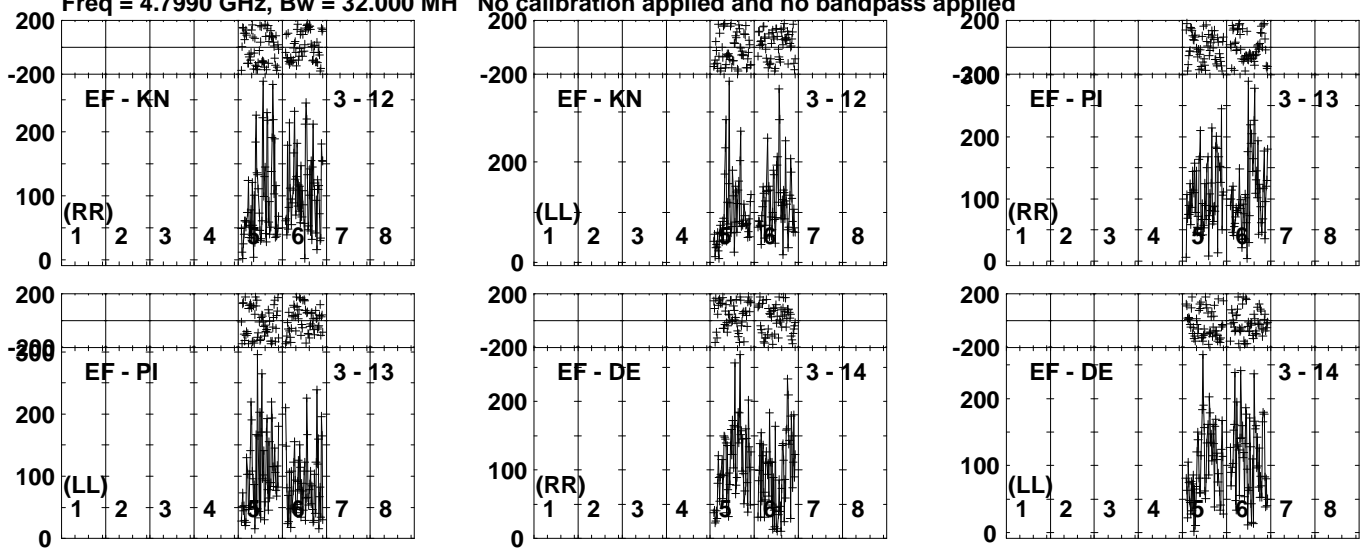 Freq = 4.7990 GHz, Bw = 32.000 MH No calibration applied and no bandpass applied
200 200 200
-200 -200 -200
300
EF - KN 3 - 12 EF - KN 3 - 12 EF - PI 3 - 13
200 200 200
100 100
(RR) (LL) (RR)
1 2 3 4 5 6 7 8 1 2 3 4 5 6 7 8 1 2 3 4 5 6 7 8
0 0 0
200 200 200
-200 -200 -200
300
EF - PI 3 - 13 EF - DE 3 - 14 EF - DE 3 - 14
200 200 200
100 100 100
(LL) (RR) (LL)
1 2 3 4 5 6 7 8 1 2 3 4 5 6 7 8 1 2 3 4 5 6 7 8
0 0 0